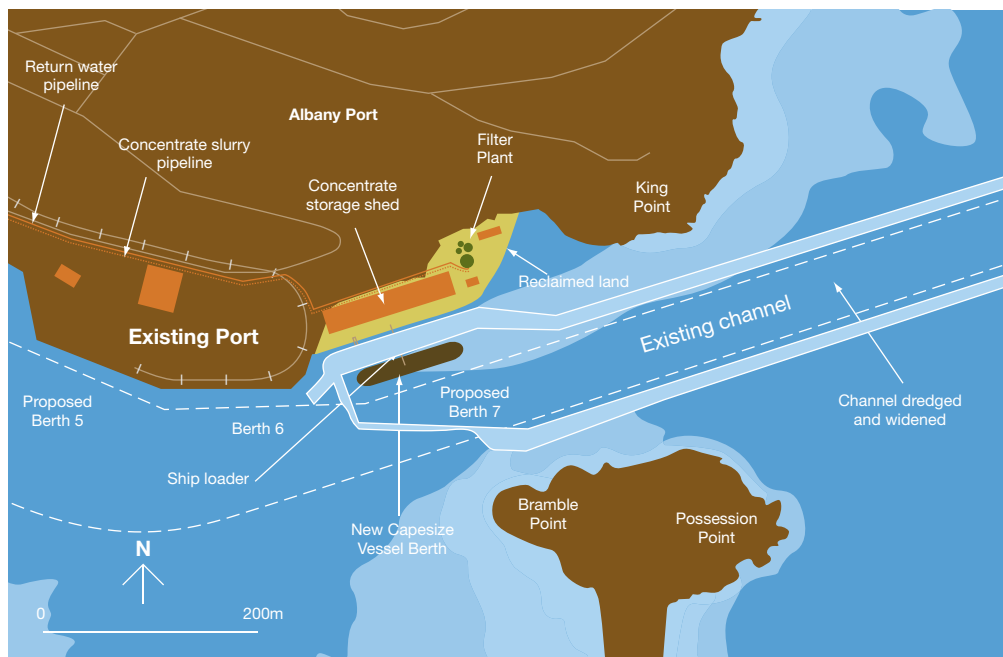 Return water
pipeline
Albany Port
Concentrate slurry
pipeline
Filter
Plant
Concentrate
storage shed
King
Point
Reclaimed land
Existing Port
Existing channel
Proposed
Berth 5
Berth 6
Proposed
Berth 7
Channel dredged
and widened
Ship loader
Bramble
Point
Possession
Point
New Capesize
Vessel Berth
N
0 200m